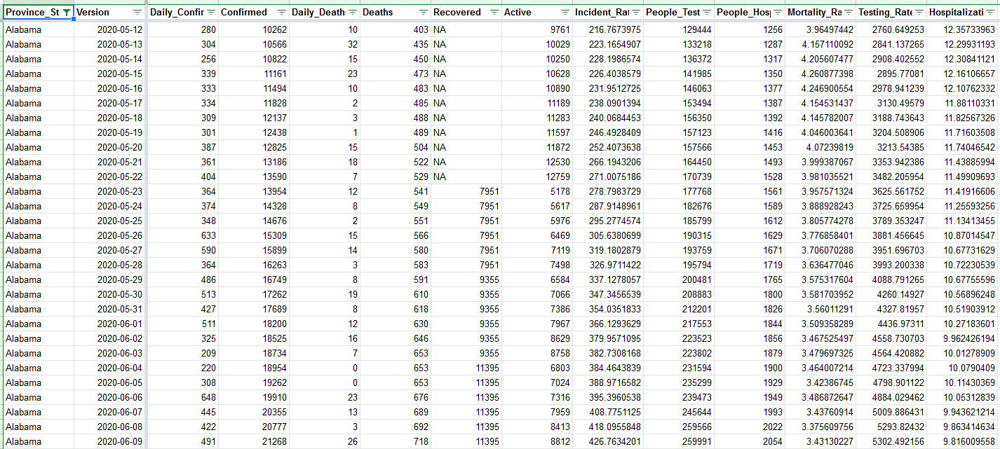 Province_St Version Daily_Confir Confirmed Daily_Death Deaths Recovered Active Incident_Rat People_Test People_Hosp Mortality_Ra Testing_Rate Hospitalizati
Alabama 2020-05-12 280 10262 10 403 NA 9761 216.7673975 129444 1256 3.96497442 2760.649253 12.35733963
Alabama 2020-05-13 304 10566 32 435 NA 10029 223.1654907 133218 1287 4.157110092 2841.137265 12.29931193
Alabama 2020-05-14 256 10822 15 450 NA 10250 228.1986574 136372 1317 4.205607477 2908.402552 12.30841121
Alabama 2020-05-15 339 11161 23 473 NA 10628 226.4038579 141985 1350 4.260877398 2895.77081 12.16106657
Alabama 2020-05-16 333 11494 10 483 NA 10890 231.9512725 146063 1377 4.246900554 2978.941239 12.10762332
Alabama 2020-05-17 334 11828 2 485 NA 11189 238.0901394 153494 1387 4.154531437 3130.49579 11.88110331
Alabama 2020-05-18 309 12137 3 488 NA 11283 240.0684453 156350 1392 4.145782007 3188.743643 11.82567326
Alabama 2020-05-19 301 12438 1 489 NA 11597 246.4928409 157123 1416 4.046003641 3204.508906 11.71603508
Alabama 2020-05-20 387 12825 15 504 NA 11872 252.4073638 157566 1453 4.07239819 3213.54385 11.74046542
Alabama 2020-05-21 361 13186 18 522 NA 12530 266.1943206 164450 1493 3.999387067 3353.942386 11.43885994
Alabama 2020-05-22 404 13590 7 529 NA 12759 271.0075186 170739 1528 3.981035521 3482.205954 11.49909693
Alabama 2020-05-23 364 13954 12 541 7951 5178 278.7983729 177768 1561 3.957571324 3625.561752 11.41916606
Alabama 2020-05-24 374 14328 8 549 7951 5617 287.9148961 182676 1589 3.888928243 3725.659954 11.25593256
Alabama 2020-05-25 348 14676 2 551 7951 5976 295.2774574 185799 1612 3.805774278 3789.353247 11.13413455
Alabama 2020-05-26 633 15309 15 566 7951 6469 305.6380699 190315 1629 3.776858401 3881.456645 10.87014547
Alabama 2020-05-27 590 15899 14 580 7951 7119 319.1802879 193759 1671 3.706070288 3951.696703 10.67731629
Alabama 2020-05-28 364 16263 3 583 7951 7498 326.9711422 195794 1719 3.636477046 3993.200338 10.72230539
Alabama 2020-05-29 486 16749 8 591 9355 6584 337.1278057 200481 1765 3.575317604 4088.791265 10.67755596
Alabama 2020-05-30 513 17262 19 610 9355 7066 347.3456539 208883 1800 3.581703952 4260.14927 10.56896248
Alabama 2020-05-31 427 17689 8 618 9355 7386 354.0351833 212201 1826 3.56011291 4327.81957 10.51903912
Alabama 2020-06-01 511 18200 12 630 9355 7967 366.1293629 217553 1844 3.509358289 4436.97311 10.27183601
Alabama 2020-06-02 325 18525 16 646 9355 8629 379.9571095 223523 1856 3.467525497 4558.730703 9.962426194
Alabama 2020-06-03 209 18734 7 653 9355 8758 382.7308168 223802 1879 3.479697325 4564.420882 10.01278909
Alabama 2020-06-04 220 18954 0 653 11395 6803 384.4643839 231594 1900 3.464007214 4723.337994 10.0790409
Alabama 2020-06-05 308 19262 0 653 11395 7024 388.9716582 235299 1929 3.42386745 4798.901122 10.11430369
Alabama 2020-06-06 648 19910 23 676 11395 7316 395.3960538 239473 1949 3.486872647 4884.029462 10.05312839
Alabama 2020-06-07 445 20355 13 689 11395 7959 408.7751125 245644 1993 3.43760914 5009.886431 9.943621214
Alabama 2020-06-08 422 20777 3 692 11395 8413 418.0955848 259566 2022 3.375609756 5293.82432 9.863414634
Alabama 2020-06-09 491 21268 26 718 11395 8812 426.7634201 259991 2054 3.43130227 5302.492156 9.816009558